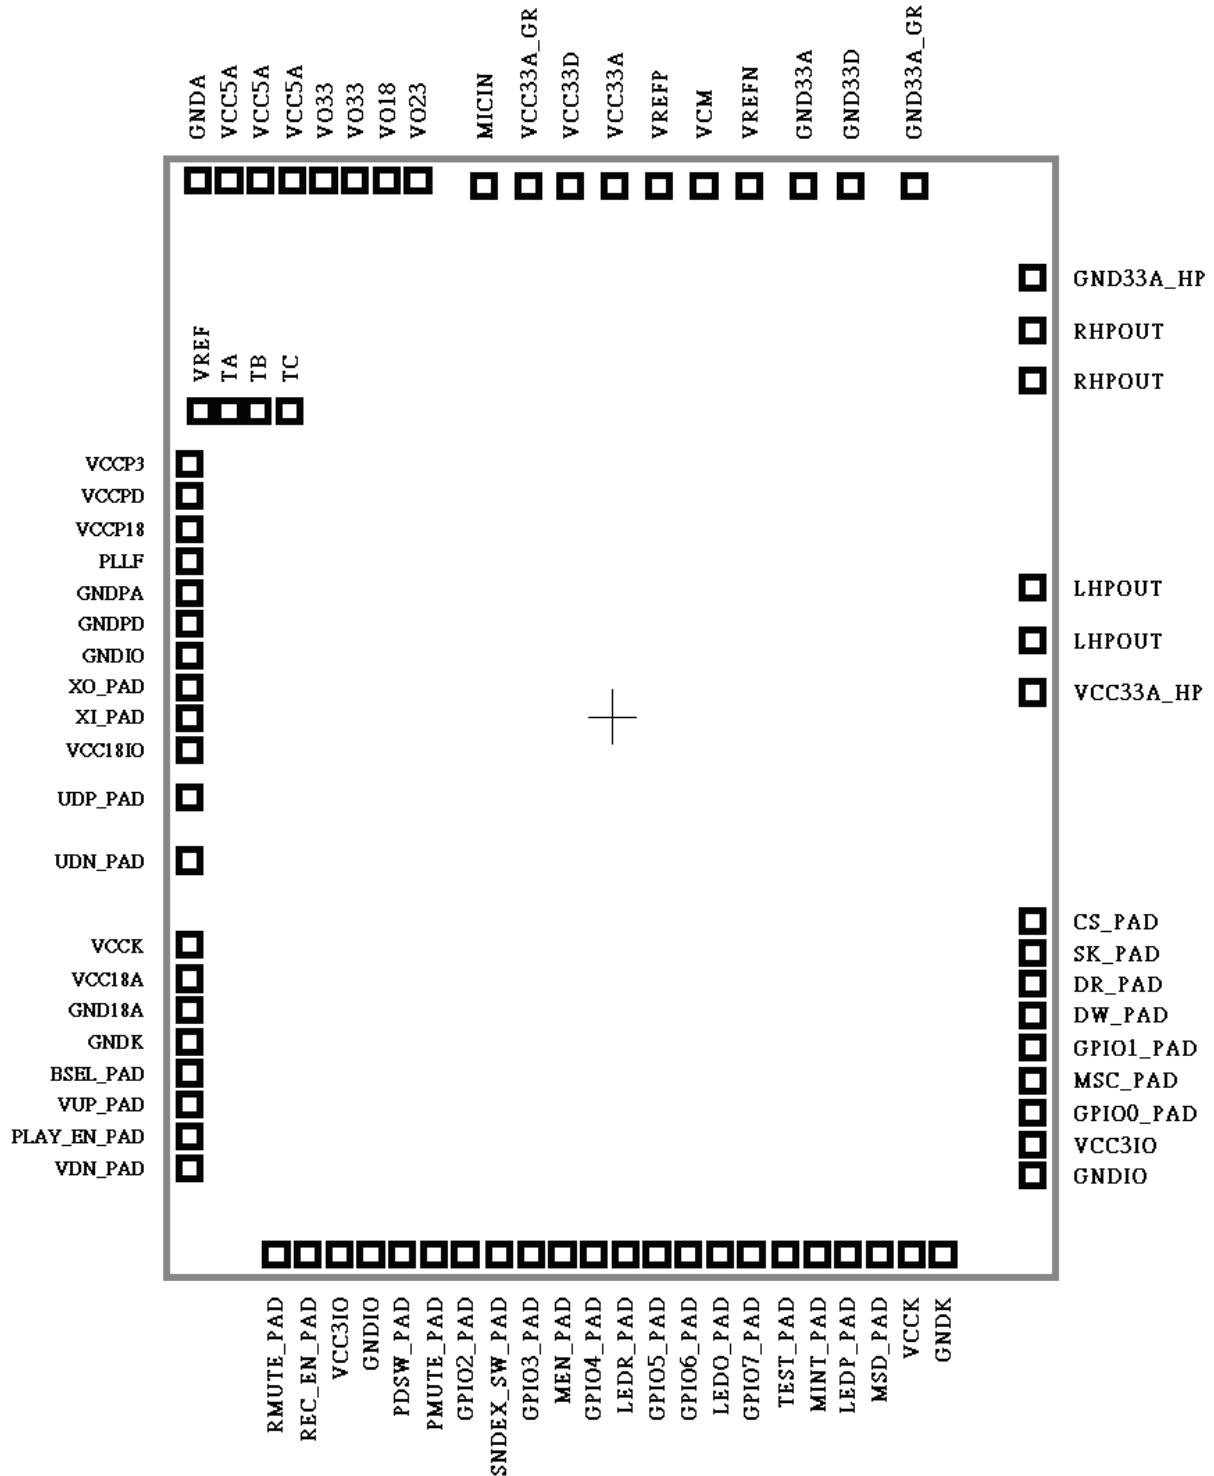 GNDA
VCC5A
VCC5A
VCC5A
VO33
VO33
VO18
VO23
MICIN
VCC33A_GR
VCC33D
VCC33A
VREFP
VCM
VREFN
GND33A
GND33D
GND33A_GR
GND33A_HP
RHPOUT
RHPOUT
LHPOUT
LHPOUT
VCC33A_HP
CS_PAD
SK_PAD
DR_PAD
DW_PAD
GPIO1_PAD
MSC_PAD
GPIO0_PAD
VCC3IO
GNDIO
VREF
TA
TB
TC
VCCP3
VCCPD
VCCP18
PLLF
GNDPA
GNDPD
GNDIO
XO_PAD
XI_PAD
VCC18IO
UDP_PAD
UDN_PAD
VCCK
VCC18A
GND18A
GNDK
BSEL_PAD
VUP_PAD
PLAY_EN_PAD
VDN_PAD
RMUTE_PAD
REC_EN_PAD
VCC3IO
GNDIO
PDSW_PAD
PMUTE_PAD
GPIO2_PAD
SNDEX_SW_PAD
GPIO3_PAD
MEN_PAD
GPIO4_PAD
LEDR_PAD
GPIO5_PAD
GPIO6_PAD
LEDO_PAD
GPIO7_PAD
TEST_PAD
MINT_PAD
LEDP_PAD
MSD_PAD
VCCK
GNDK